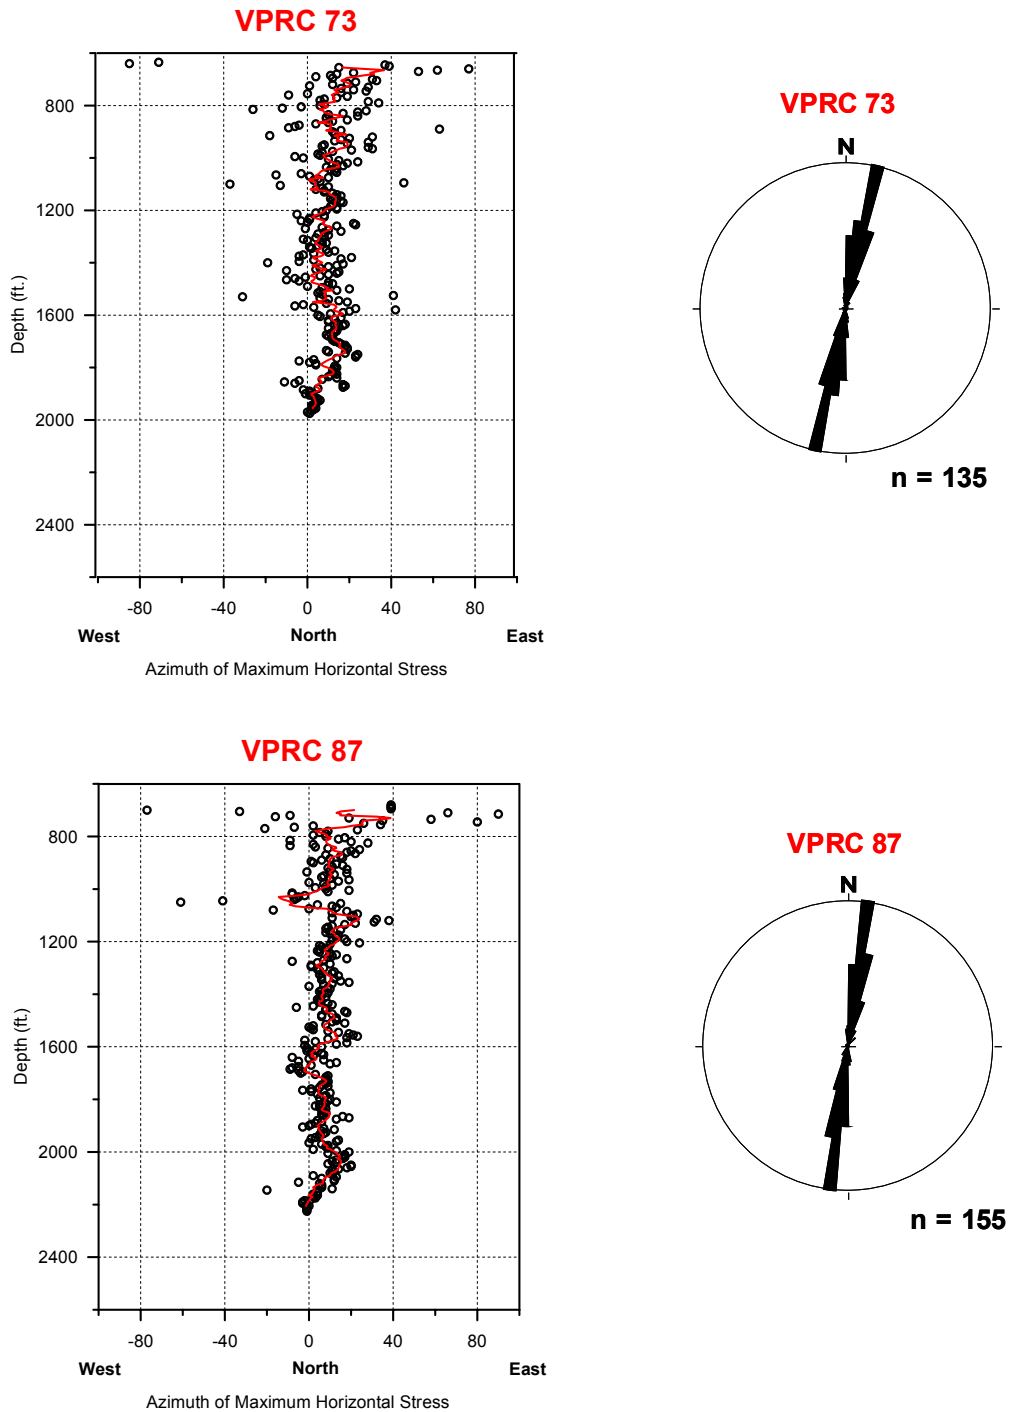 VPRC 73
800
1200
1600
2000
2400
Depth (ft.)
-80 -40 0 40 80
West North East
Azimuth of Maximum Horizontal Stress
VPRC 73
N
n = 135
VPRC 87
800
1200
1600
2000
2400
Depth (ft.)
-80 -40 0 40 80
West North East
Azimuth of Maximum Horizontal Stress
VPRC 87
N
n = 155